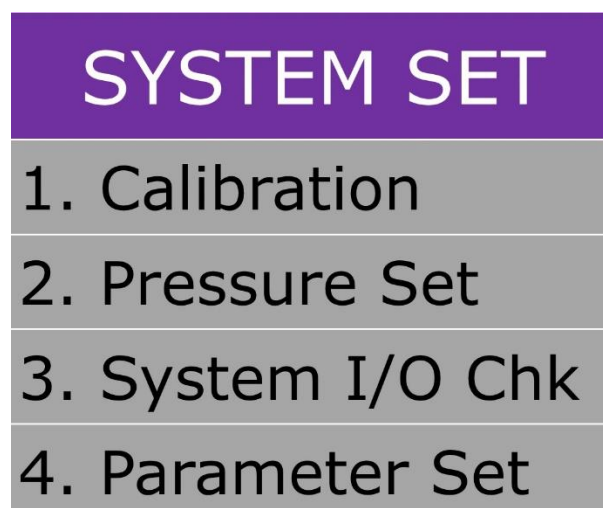 SYSTEM SET
1. Calibration
2. Pressure Set
3. System I/O Chk
4. Parameter Set